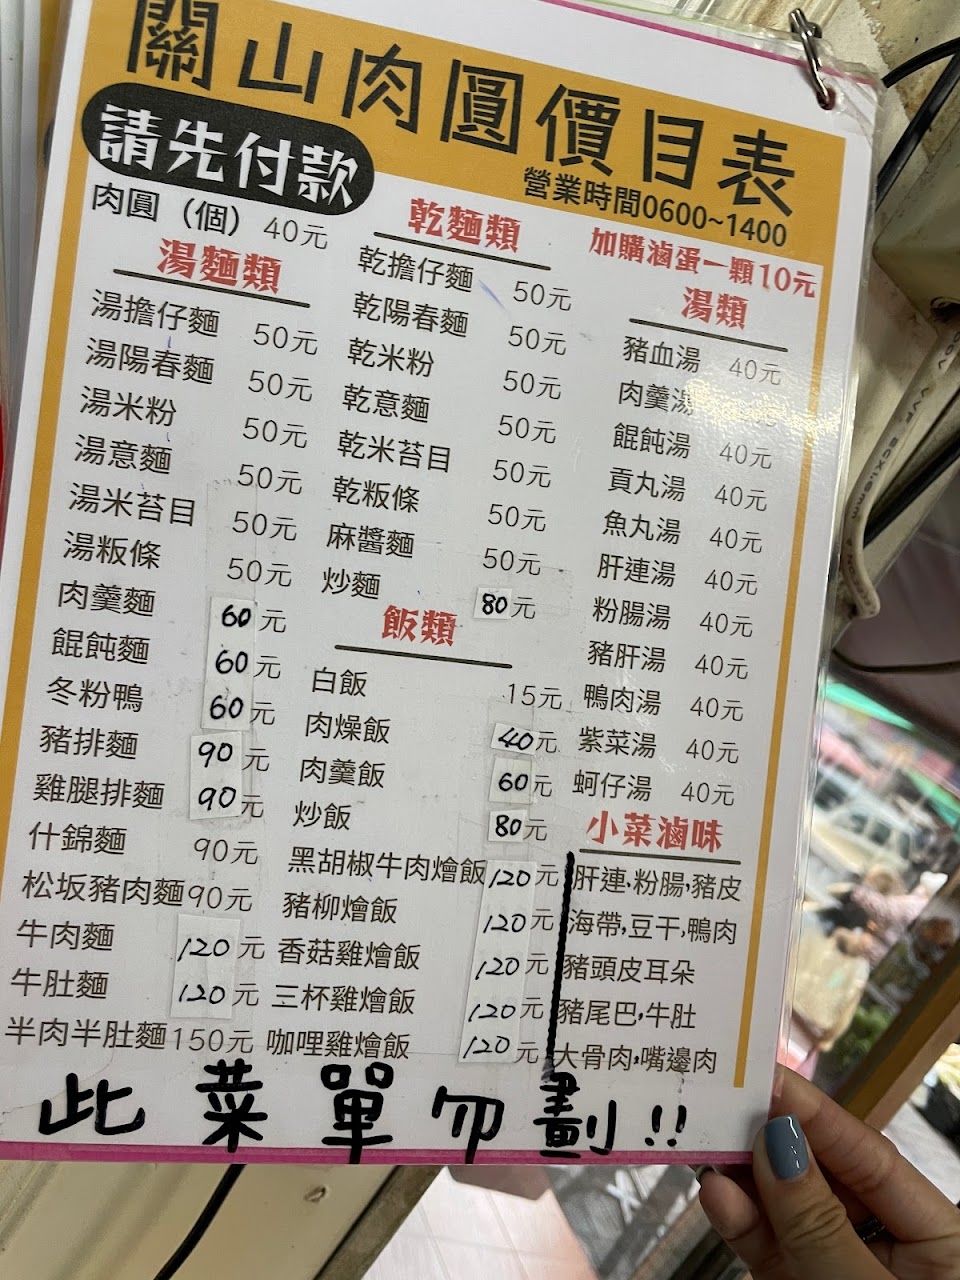 關山肉圓價目表
請先付款
營業時間0600~1400
肉圓（個） 40元
湯麵類
湯擔仔麵 50元
湯陽春麵 50元
湯米粉 50元
湯意麵 50元
湯米苔目 50元
湯粄條 50元
肉羹麵 60元
餛飩麵 60元
冬粉鴨 60元
豬排麵 90元
雞腿排麵 90元
什錦麵 90元
松坂豬肉麵 90元
牛肉麵 120元
牛肚麵 120元
半肉半肚麵 150元
乾麵類
乾擔仔麵 50元
乾陽春麵 50元
乾米粉 50元
乾意麵 50元
乾米苔目 50元
乾粄條 50元
麻醬麵 50元
炒麵 80元
飯類
白飯 15元
肉燥飯 40元
肉羹飯 60元
炒飯 80元
黑胡椒牛肉燴飯 120元
豬柳燴飯 120元
香菇雞燴飯 120元
三杯雞燴飯 120元
咖哩雞燴飯 120元
加購滷蛋一顆10元
湯類
豬血湯 40元
肉羹湯
餛飩湯 40元
貢丸湯 40元
魚丸湯 40元
肝連湯 40元
粉腸湯 40元
豬肝湯 40元
鴨肉湯 40元
紫菜湯 40元
蚵仔湯 40元
小菜滷味
肝連,粉腸,豬皮
海帶,豆干,鴨肉
豬頭皮耳朵
豬尾巴,牛肚
大骨肉,嘴邊肉
此菜單勿劃!!